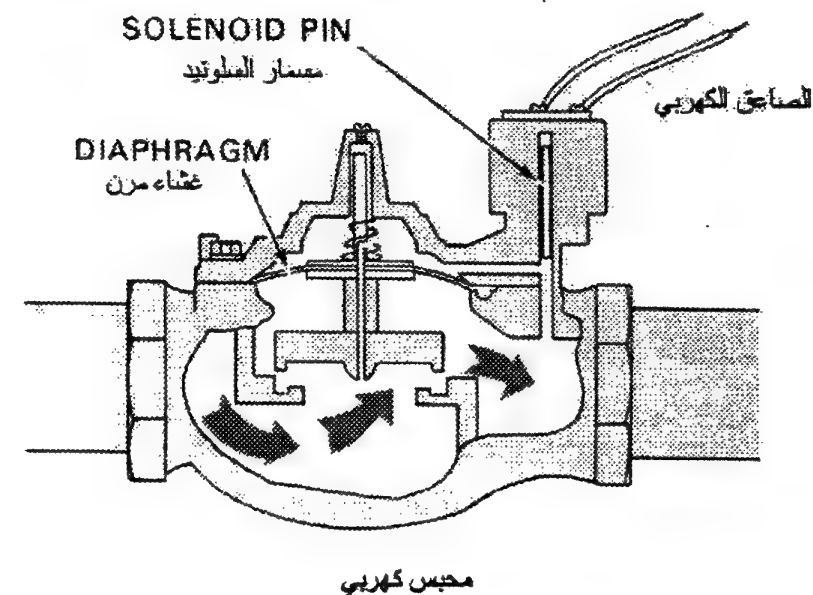 SOLENOID PIN
مسمار السلونيد
الصاعق الكهربي
DIAPHRAGM
غشاء مرن
محبس كهربي